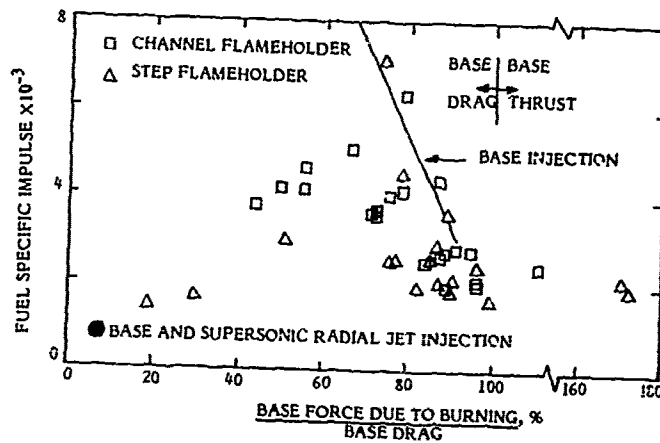 8
CHANNEL FLAMEHOLDER
STEP FLAMEHOLDER
BASE BASE
DRAG THRUST
BASE INJECTION
4
FUEL SPECIFIC IMPULSE X10⁻³
BASE AND SUPERSONIC RADIAL JET INJECTION
0
0 20 40 60 80 100 160 180
BASE FORCE DUE TO BURNING, %
BASE DRAG